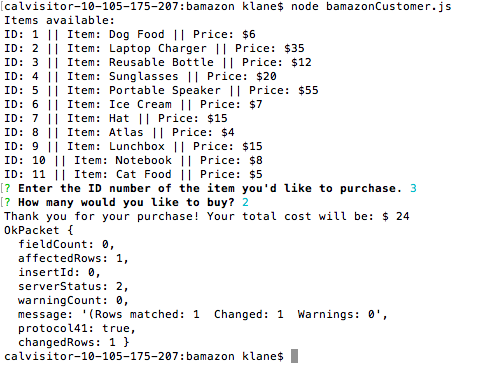 [calvisitor-10-105-175-207:bamazon klane$ node bamazonCustomer.js
Items available:
ID: 1 || Item: Dog Food || Price: $6
ID: 2 || Item: Laptop Charger || Price: $35
ID: 3 || Item: Reusable Bottle || Price: $12
ID: 4 || Item: Sunglasses || Price: $20
ID: 5 || Item: Portable Speaker || Price: $55
ID: 6 || Item: Ice Cream || Price: $7
ID: 7 || Item: Hat || Price: $15
ID: 8 || Item: Atlas || Price: $4
ID: 9 || Item: Lunchbox || Price: $15
ID: 10 || Item: Notebook || Price: $8
ID: 11 || Item: Cat Food || Price: $5
[? Enter the ID number of the item you'd like to purchase. 3
[? How many would you like to buy? 2
Thank you for your purchase! Your total cost will be: $ 24
OkPacket {
  fieldCount: 0,
  affectedRows: 1,
  insertId: 0,
  serverStatus: 2,
  warningCount: 0,
  message: '(Rows matched: 1  Changed: 1  Warnings: 0',
  protocol41: true,
  changedRows: 1 }
calvisitor-10-105-175-207:bamazon klane$